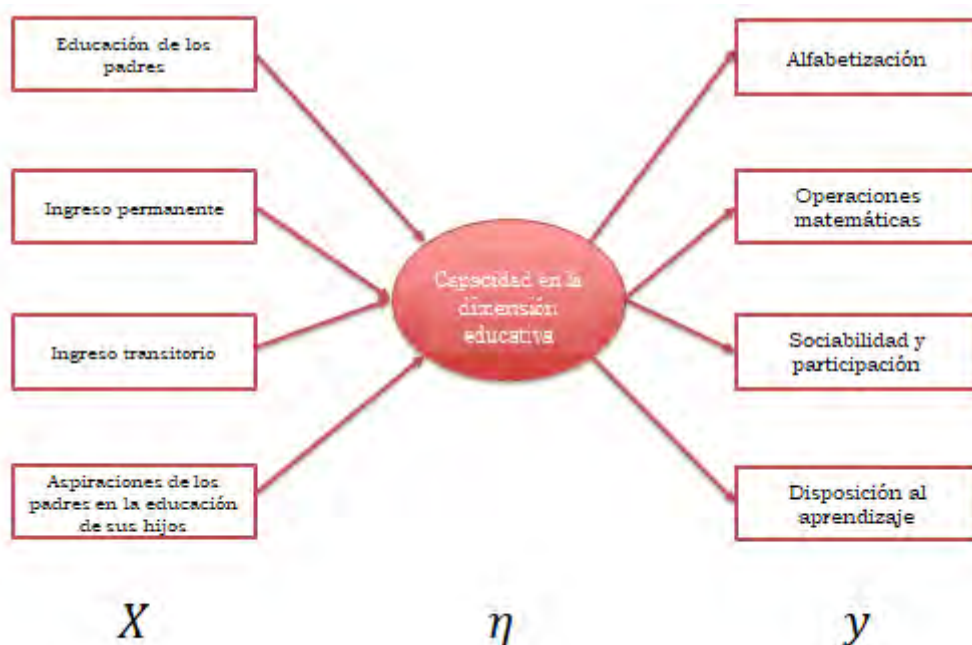 Educación de los
padres
Ingreso permanente
Ingreso transitorio
Aspiraciones de los
padres en la educación
de sus hijos
Capacidad en la
dimensión
educativa
Alfabetización
Operaciones
matemáticas
Sociabilidad y
participación
Disposición al
aprendizaje
X
η
y